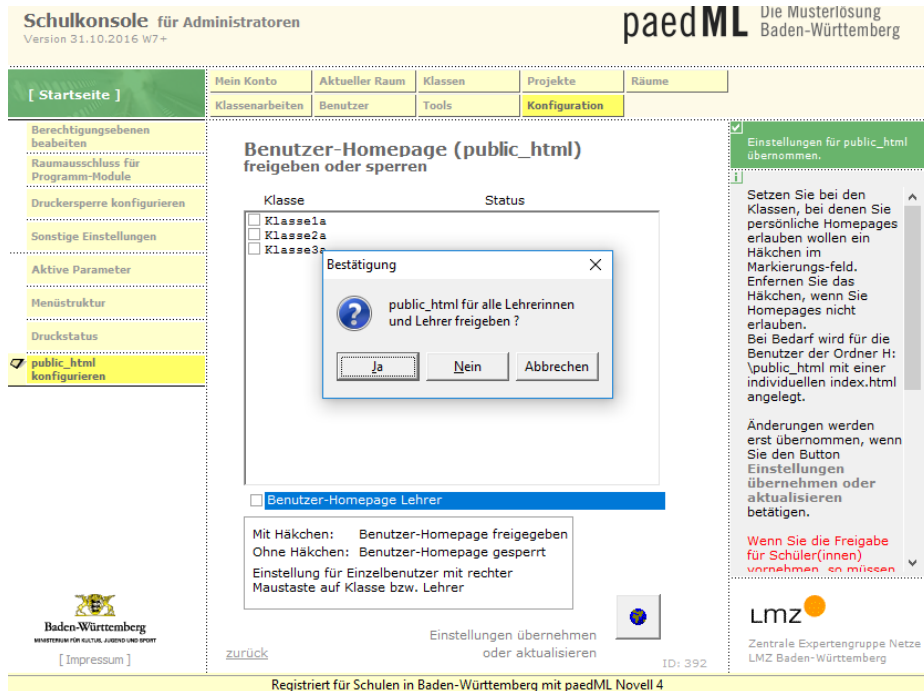 Schulkonsole für Administratoren
Version 31.10.2016 W7+
paedML Die Musterlösung
Baden-Württemberg
[ Startseite ]
Mein Konto Aktueller Raum Klassen Projekte Räume
Klassenarbeiten Benutzer Tools Konfiguration
Berechtigungsebenen
beabeiten
Raumausschluss für
Programm-Module
Druckersperre konfigurieren
Sonstige Einstellungen
Aktive Parameter
Menüstruktur
Druckstatus
public_html
konfigurieren
Benutzer-Homepage (public_html)
freigeben oder sperren
Klasse Status
Klasse1a
Klasse2a
Klasse3a
Bestätigung
public_html für alle Lehrerinnen
und Lehrer freigeben ?
Ja Nein Abbrechen
Benutzer-Homepage Lehrer
Mit Häkchen: Benutzer-Homepage freigegeben
Ohne Häkchen: Benutzer-Homepage gesperrt
Einstellung für Einzelbenutzer mit rechter
Maustaste auf Klasse bzw. Lehrer
Einstellungen übernehmen
oder aktualisieren
zurück
ID: 392
Einstellungen für public_html
übernommen.
Setzen Sie bei den
Klassen, bei denen Sie
persönliche Homepages
erlauben wollen ein
Häkchen im
Markierungs-feld.
Enfernen Sie das
Häkchen, wenn Sie
Homepages nicht
erlauben.
Bei Bedarf wird für die
Benutzer der Ordner H:
\public_html mit einer
individuellen index.html
angelegt.
Änderungen werden
erst übernommen, wenn
Sie den Button
Einstellungen
übernehmen oder
aktualisieren
betätigen.
Wenn Sie die Freigabe
für Schüler(innen)
vornehmen, so müssen
Baden-Württemberg
MINISTERIUM FÜR KULTUS, JUGEND UND SPORT
[ Impressum ]
Lmz
Zentrale Expertengruppe Netze
LMZ Baden-Württemberg
Registriert für Schulen in Baden-Württemberg mit paedML Novell 4